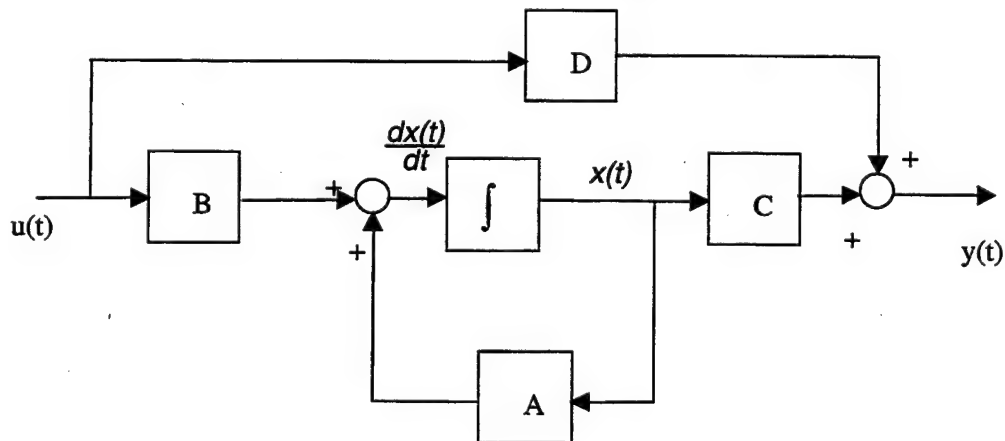 D
dx(t)
dt
x(t)
+
B
+
∫
C
u(t)
+
+
y(t)
A